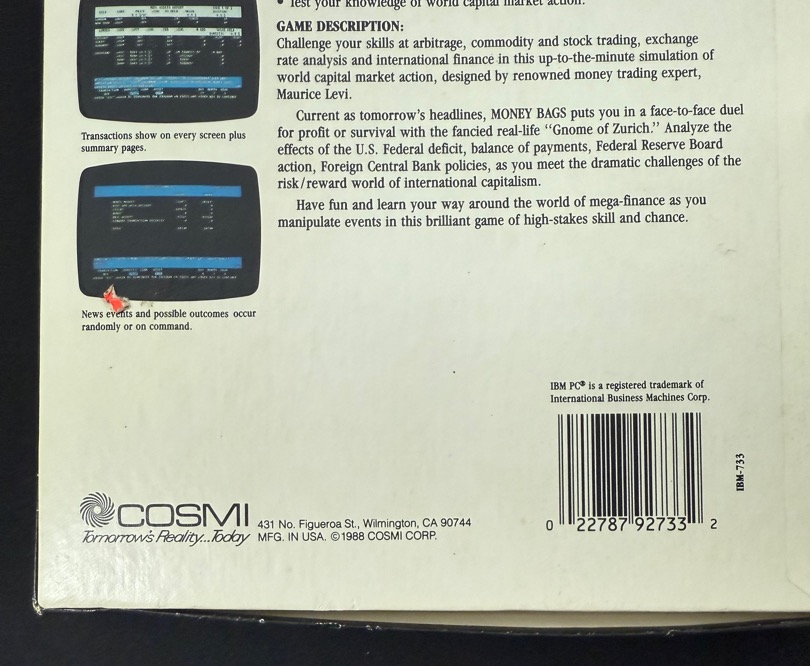 • Test your knowledge of world capital market action.
GAME DESCRIPTION:
Challenge your skills at arbitrage, commodity and stock trading, exchange
rate analysis and international finance in this up-to-the-minute simulation of
world capital market action, designed by renowned money trading expert,
Maurice Levi.
Current as tomorrow's headlines, MONEY BAGS puts you in a face-to-face duel
for profit or survival with the fancied real-life "Gnome of Zurich." Analyze the
effects of the U.S. Federal deficit, balance of payments, Federal Reserve Board
action, Foreign Central Bank policies, as you meet the dramatic challenges of the
risk/reward world of international capitalism.
Have fun and learn your way around the world of mega-finance as you
manipulate events in this brilliant game of high-stakes skill and chance.
Transactions show on every screen plus
summary pages.
News events and possible outcomes occur
randomly or on command.
IBM PC® is a registered trademark of
International Business Machines Corp.
IBM-733
0 22787 92733 2
COSMI
Tomorrow's Reality...Today
431 No. Figueroa St., Wilmington, CA 90744
MFG. IN USA. ©1988 COSMI CORP.